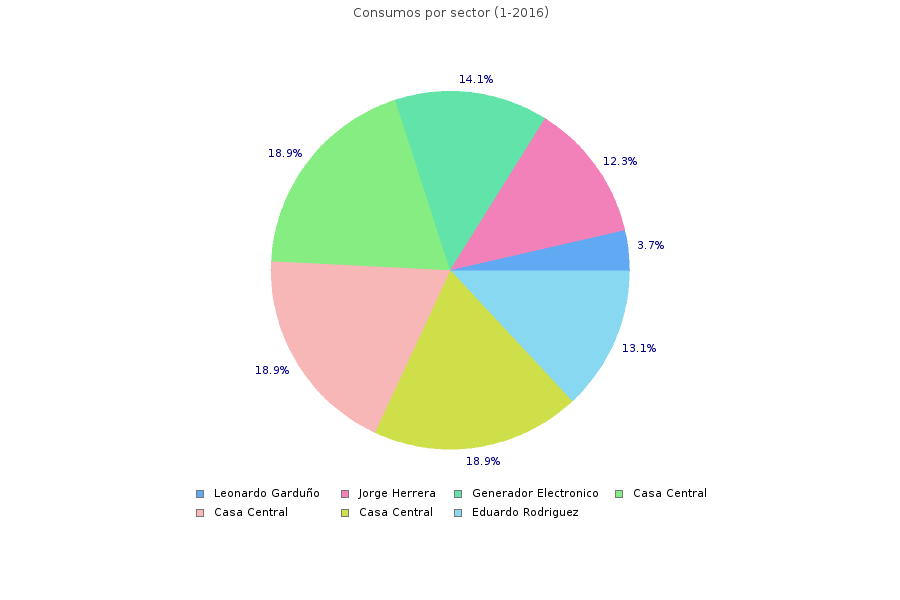 Consumos por sector (1-2016)
14.1%
18.9%
12.3%
3.7%
13.1%
18.9%
18.9%
Leonardo Garduño Jorge Herrera Generador Electronico Casa Central
Casa Central Casa Central Eduardo Rodriguez